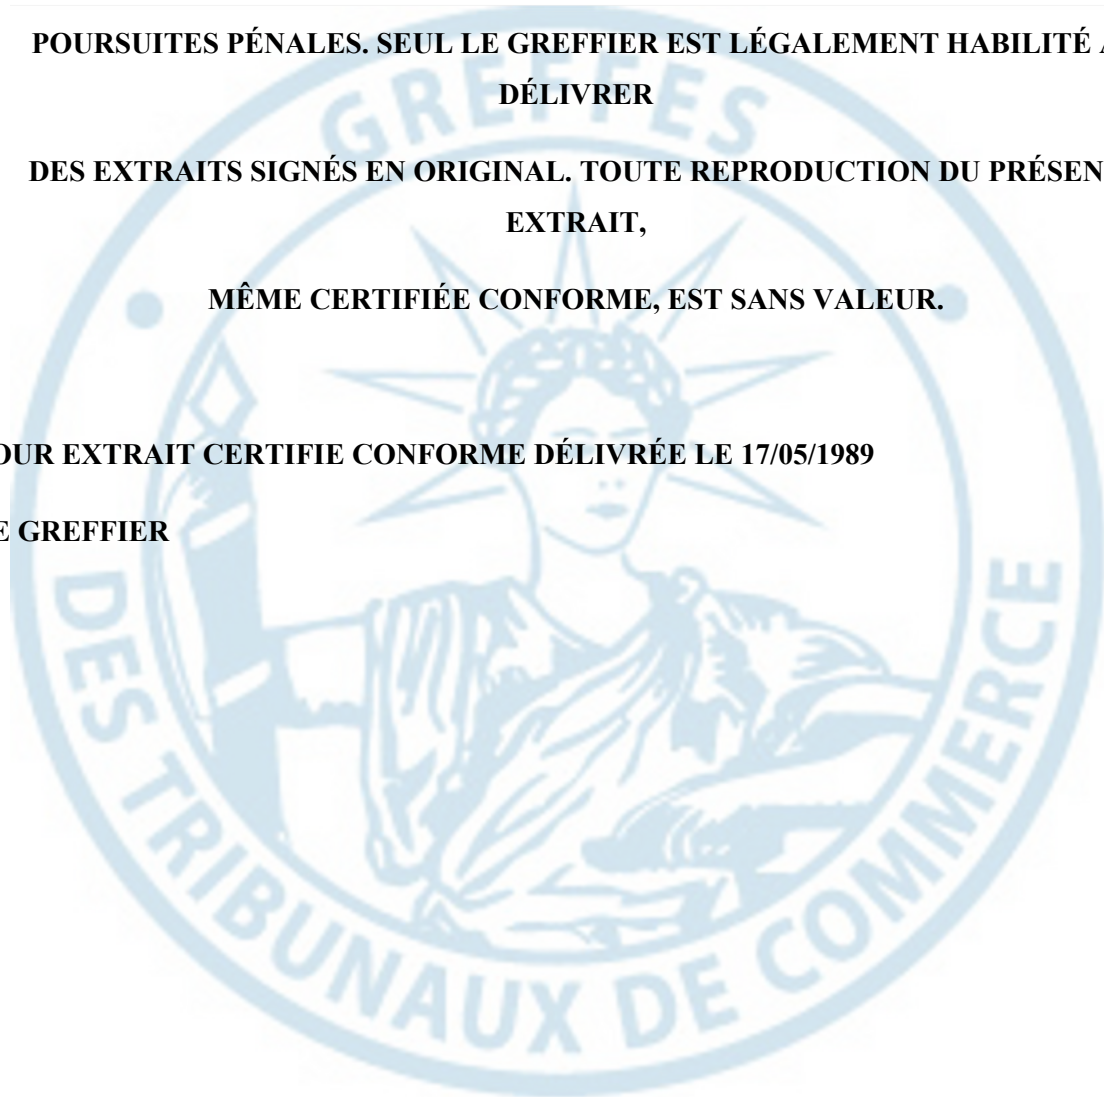 POURSUITES PÉNALES. SEUL LE GREFFIER EST LÉGALEMENT HABILITÉ
DÉLIVRER
DES EXTRAITS SIGNÉS EN ORIGINAL. TOUTE REPRODUCTION DU PRÉSEN
EXTRAIT,
MÊME CERTIFIÉE CONFORME, EST SANS VALEUR.
OUR EXTRAIT CERTIFIE CONFORME DÉLIVRÉE LE 17/05/1989
E GREFFIER
GREFFES
DES TRIBUNAUX DE COMMERCE